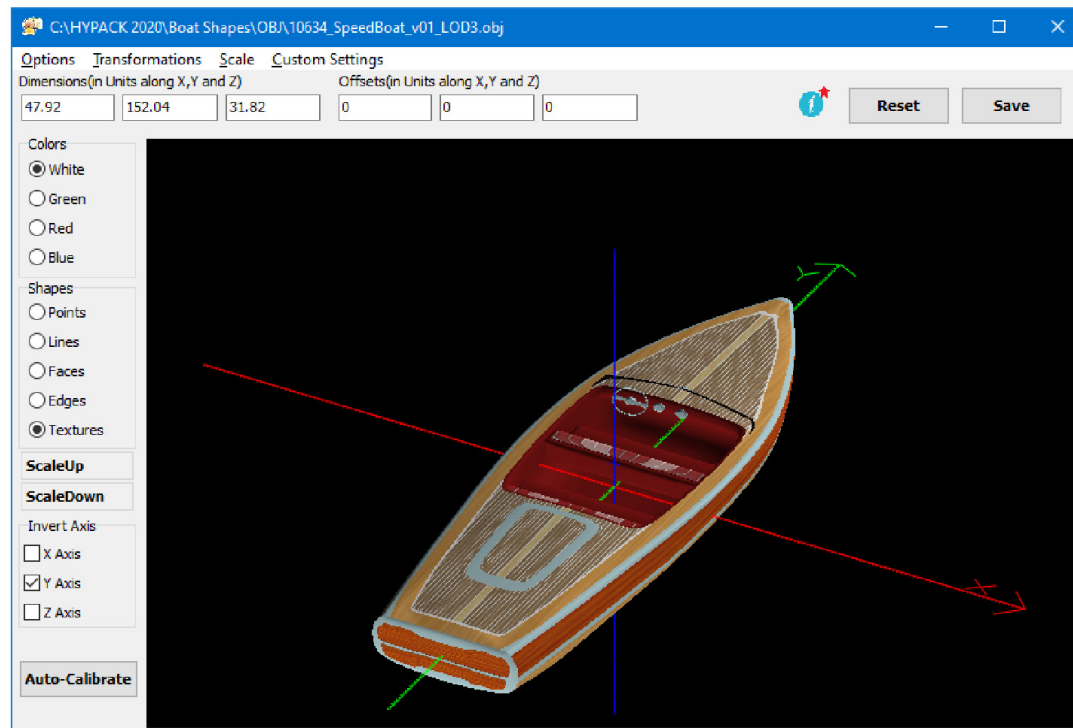 C:\HYPACK 2020\Boat Shapes\OBJ\10634_SpeedBoat_v01_LOD3.obj
Options Transformations Scale Custom Settings
Dimensions(in Units along X,Y and Z) Offsets(in Units along X,Y and Z)
47.92 152.04 31.82 0 0 0 Reset Save
Colors
White
Green
Red
Blue
Shapes
Points
Lines
Faces
Edges
Textures
ScaleUp
ScaleDown
Invert Axis
X Axis
Y Axis
Z Axis
Auto-Calibrate
Y
X